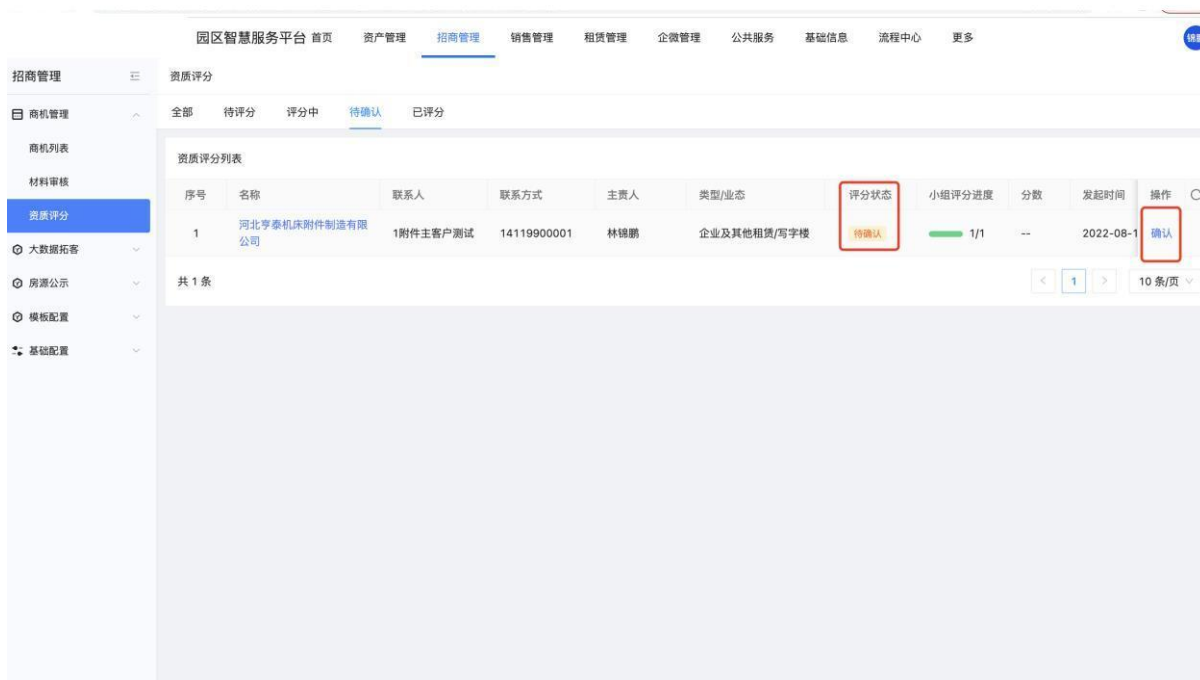 园区智慧服务平台 首页 资产管理 招商管理 销售管理 租赁管理 企微管理 公共服务 基础信息 流程中心 更多
招商管理
资质评分
商机管理
全部 待评分 评分中 待确认 已评分
商机列表
资质评分列表
材料审核
序号 名称 联系人 联系方式 主责人 类型/业态 评分状态 小组评分进度 分数 发起时间 操作
资质评分
1 河北亨泰机床附件制造有限 1附件主客户测试 14119900001 林锦鹏 企业及其他租赁/写字楼 待确认 1/1 -- 2022-08-1 确认
公司
大数据拓客
房源公示
共 1 条 < 1 > 10 条/页
模板配置
基础配置